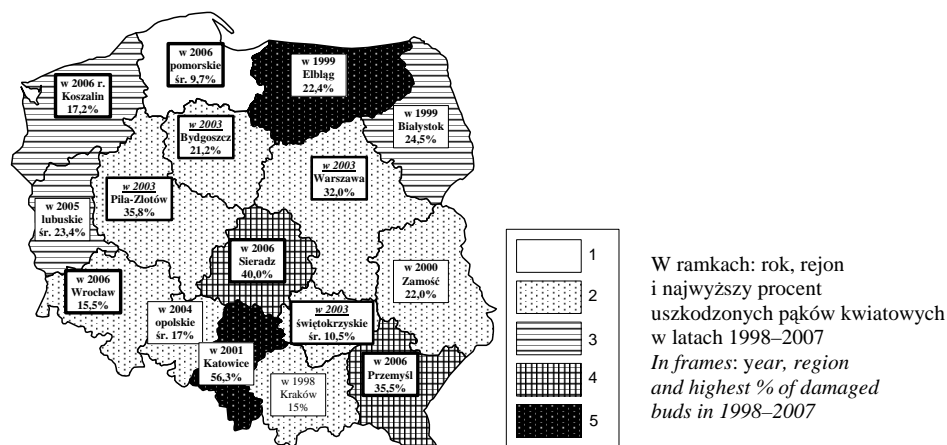 w 2006
pomorskie
śr. 9,7%
w 1999
Elbląg
22,4%
w 2006 r.
Koszalin
17,2%
w 1999
Białystok
24,5%
w 2003
Bydgoszcz
21,2%
w 2003
Warszawa
32,0%
w 2003
Piła-Złotów
35,8%
w 2005
lubuskie
śr. 23,4%
w 2006
Sieradz
40,0%
w 2000
Zamość
22,0%
w 2006
Wrocław
15,5%
w 2004
opolskie
śr. 17%
w 2003
świętokrzyskie
śr. 10,5%
w 2001
Katowice
56,3%
w 1998
Kraków
15%
w 2006
Przemyśl
35,5%
1
2
3
4
5
W ramkach: rok, rejon
i najwyższy procent
uszkodzonych pąków kwiatowych
w latach 1998–2007
In frames: year, region
and highest % of damaged
buds in 1998–2007